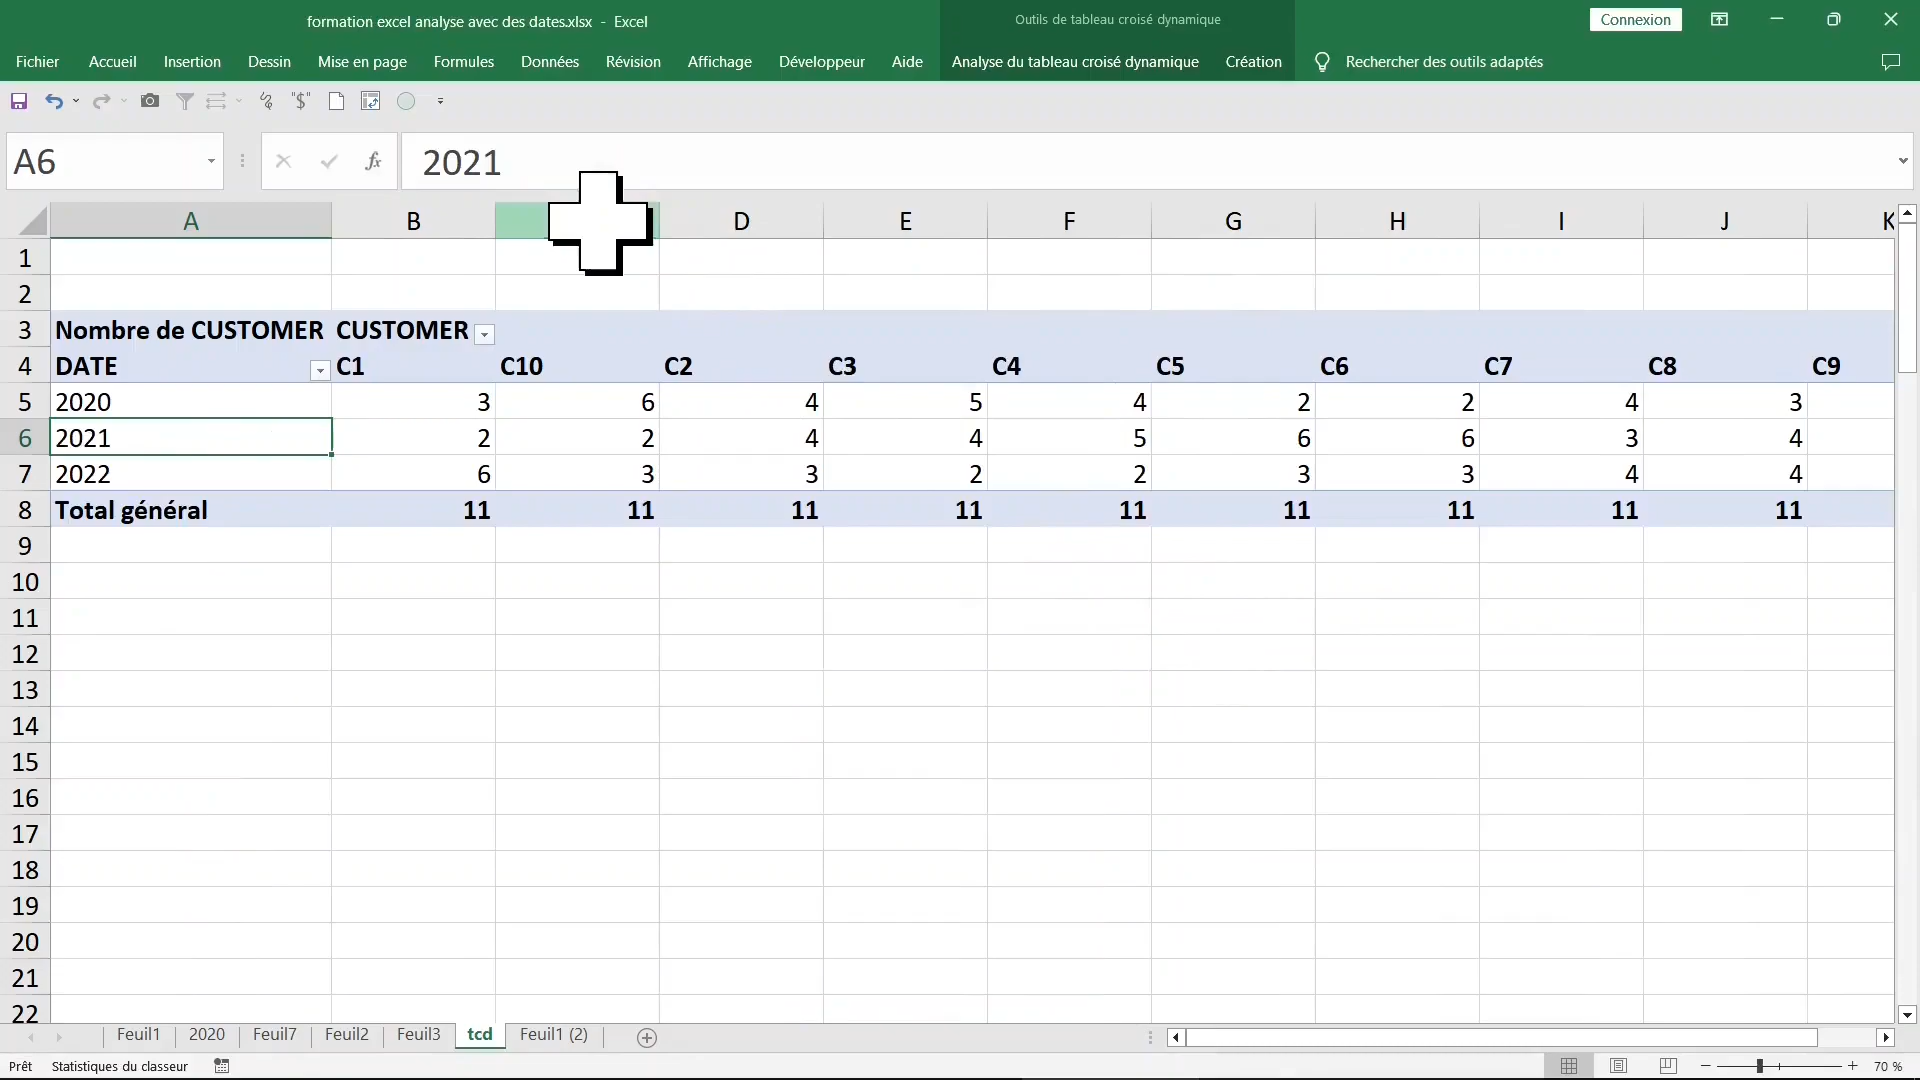 formation excel analyse avec des dates.xlsx - Excel
Outils de tableau croisé dynamique
Connexion
Fichier Accueil Insertion Dessin Mise en page Formules Données Révision Affichage Développeur Aide Analyse du tableau croisé dynamique Création Rechercher des outils adaptés
"$"
A6 fx 2021
A B D E F G H I J K
1
2
3 Nombre de CUSTOMER CUSTOMER
4 DATE C1 C10 C2 C3 C4 C5 C6 C7 C8 C9
5 2020 3 6 4 5 4 2 2 4 3
6 2021 2 2 4 4 5 6 6 3 4
7 2022 6 3 3 2 2 3 3 4 4
8 Total général 11 11 11 11 11 11 11 11 11
9
10
11
12
13
14
15
16
17
18
19
20
21
22
Feuil1 2020 Feuil7 Feuil2 Feuil3 tcd Feuil1 (2)
Prêt Statistiques du classeur 70 %